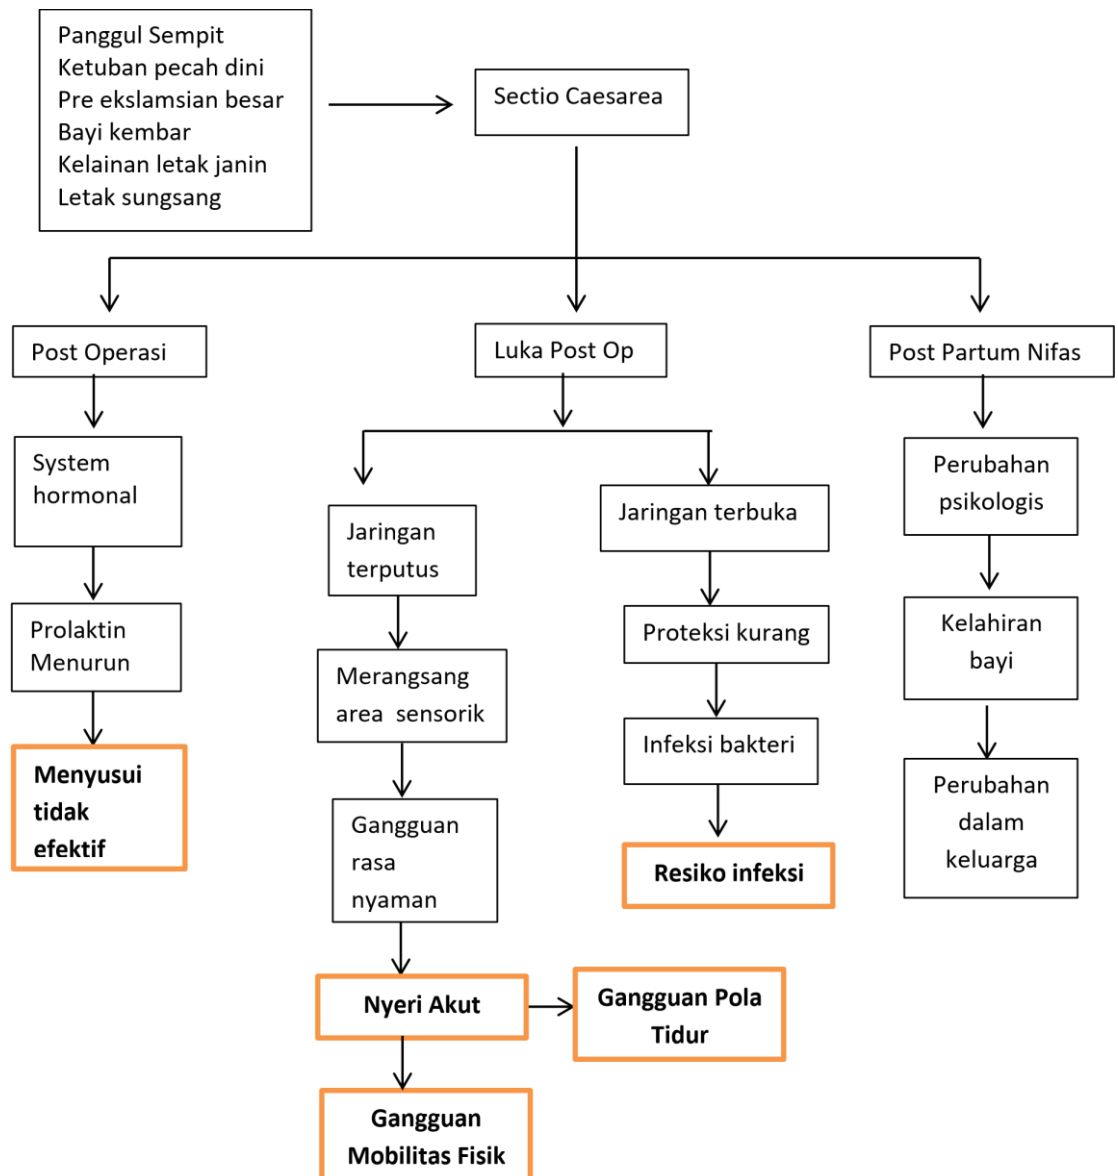 Panggul Sempit
Ketuban pecah dini
Pre ekslamsian besar
Bayi kembar
Kelainan letak janin
Letak sungsang
Sectio Caesarea
Post Operasi
Luka Post Op
Post Partum Nifas
System
hormonal
Jaringan
terputus
Jaringan terbuka
Perubahan
psikologis
Prolaktin
Menurun
Merangsang
area sensorik
Proteksi kurang
Kelahiran
bayi
Menyusui
tidak
efektif
Gangguan
rasa
nyaman
Infeksi bakteri
Perubahan
dalam
keluarga
Resiko infeksi
Nyeri Akut
Gangguan Pola
Tidur
Gangguan
Mobilitas Fisik